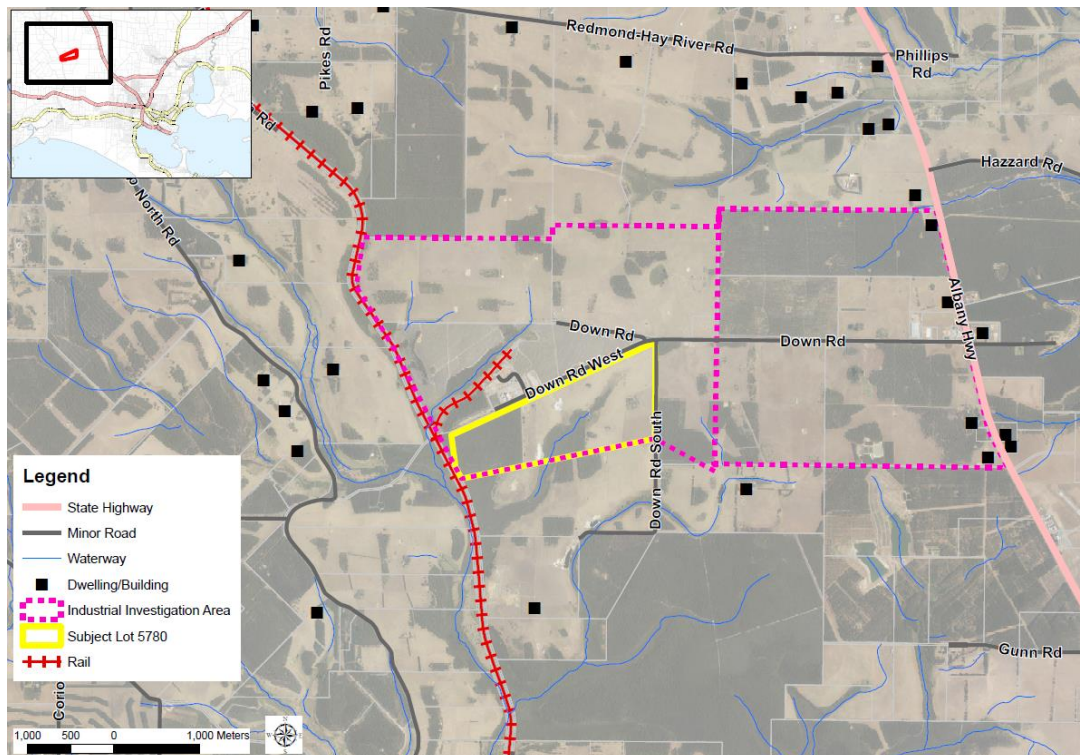 Redmond-Hay River Rd
Phillips
Rd
Pikes Rd
Rd
Hazzard Rd
North Rd
Albany Hwy
Down Rd
Down Rd
Down Rd West
Down Rd South
Gunn Rd
Corio
Legend
State Highway
Minor Road
Waterway
Dwelling/Building
Industrial Investigation Area
Subject Lot 5780
Rail
1,000 500 0 1,000 Meters
N
W E
S